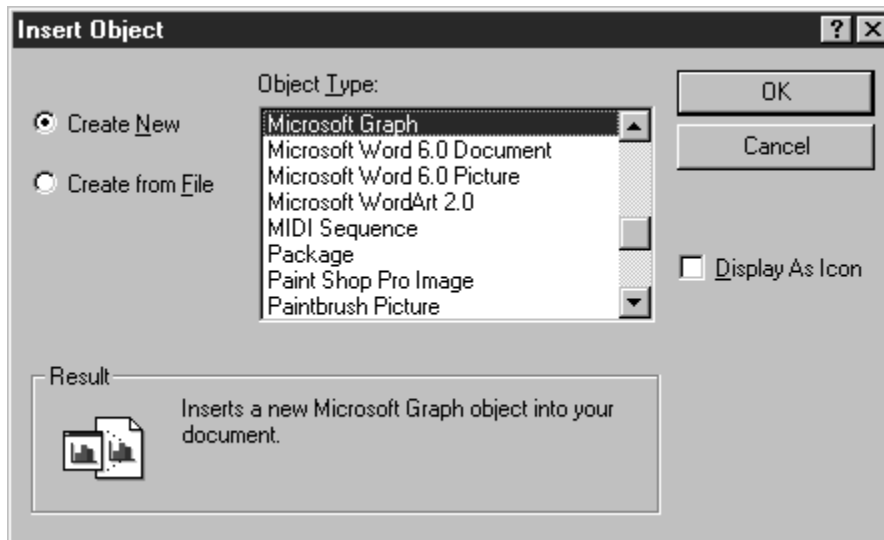 Insert Object
Object Type:
Create New
Create from File
Microsoft Graph
Microsoft Word 6.0 Document
Microsoft Word 6.0 Picture
Microsoft WordArt 2.0
MIDI Sequence
Package
Paint Shop Pro Image
Paintbrush Picture
OK
Cancel
Display As Icon
Result
Inserts a new Microsoft Graph object into your
document.